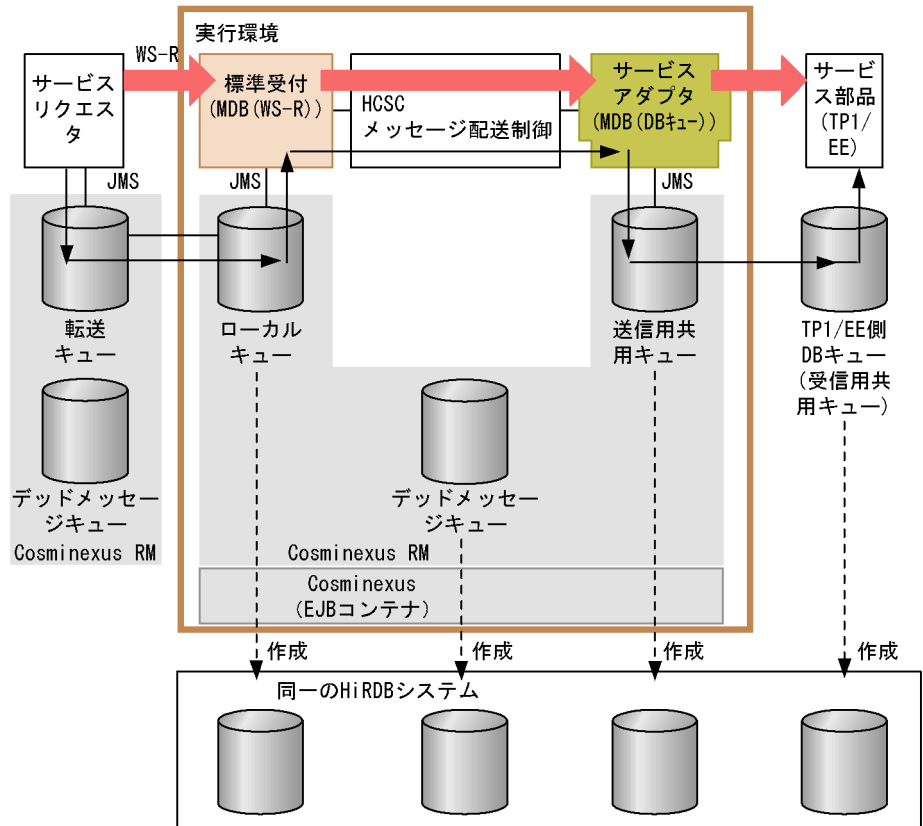 実行環境
WS-R
サービス
リクエス
タ
標準受付
(MDB(WS-R))
HCSC
メッセージ配送制御
サービス
アダプタ
(MDB(DBｷｭｰ))
サービ
ス部品
(TP1/
EE)
JMS
JMS
JMS
転送
キュー
ローカル
キュー
送信用共
用キュー
TP1/EE側
DBキュー
(受信用共
用キュー)
デッドメッセー
ジキュー
デッドメッセー
ジキュー
Cosminexus RM
Cosminexus RM
Cosminexus
(EJBコンテナ)
作成
作成
作成
作成
同一のHiRDBシステム